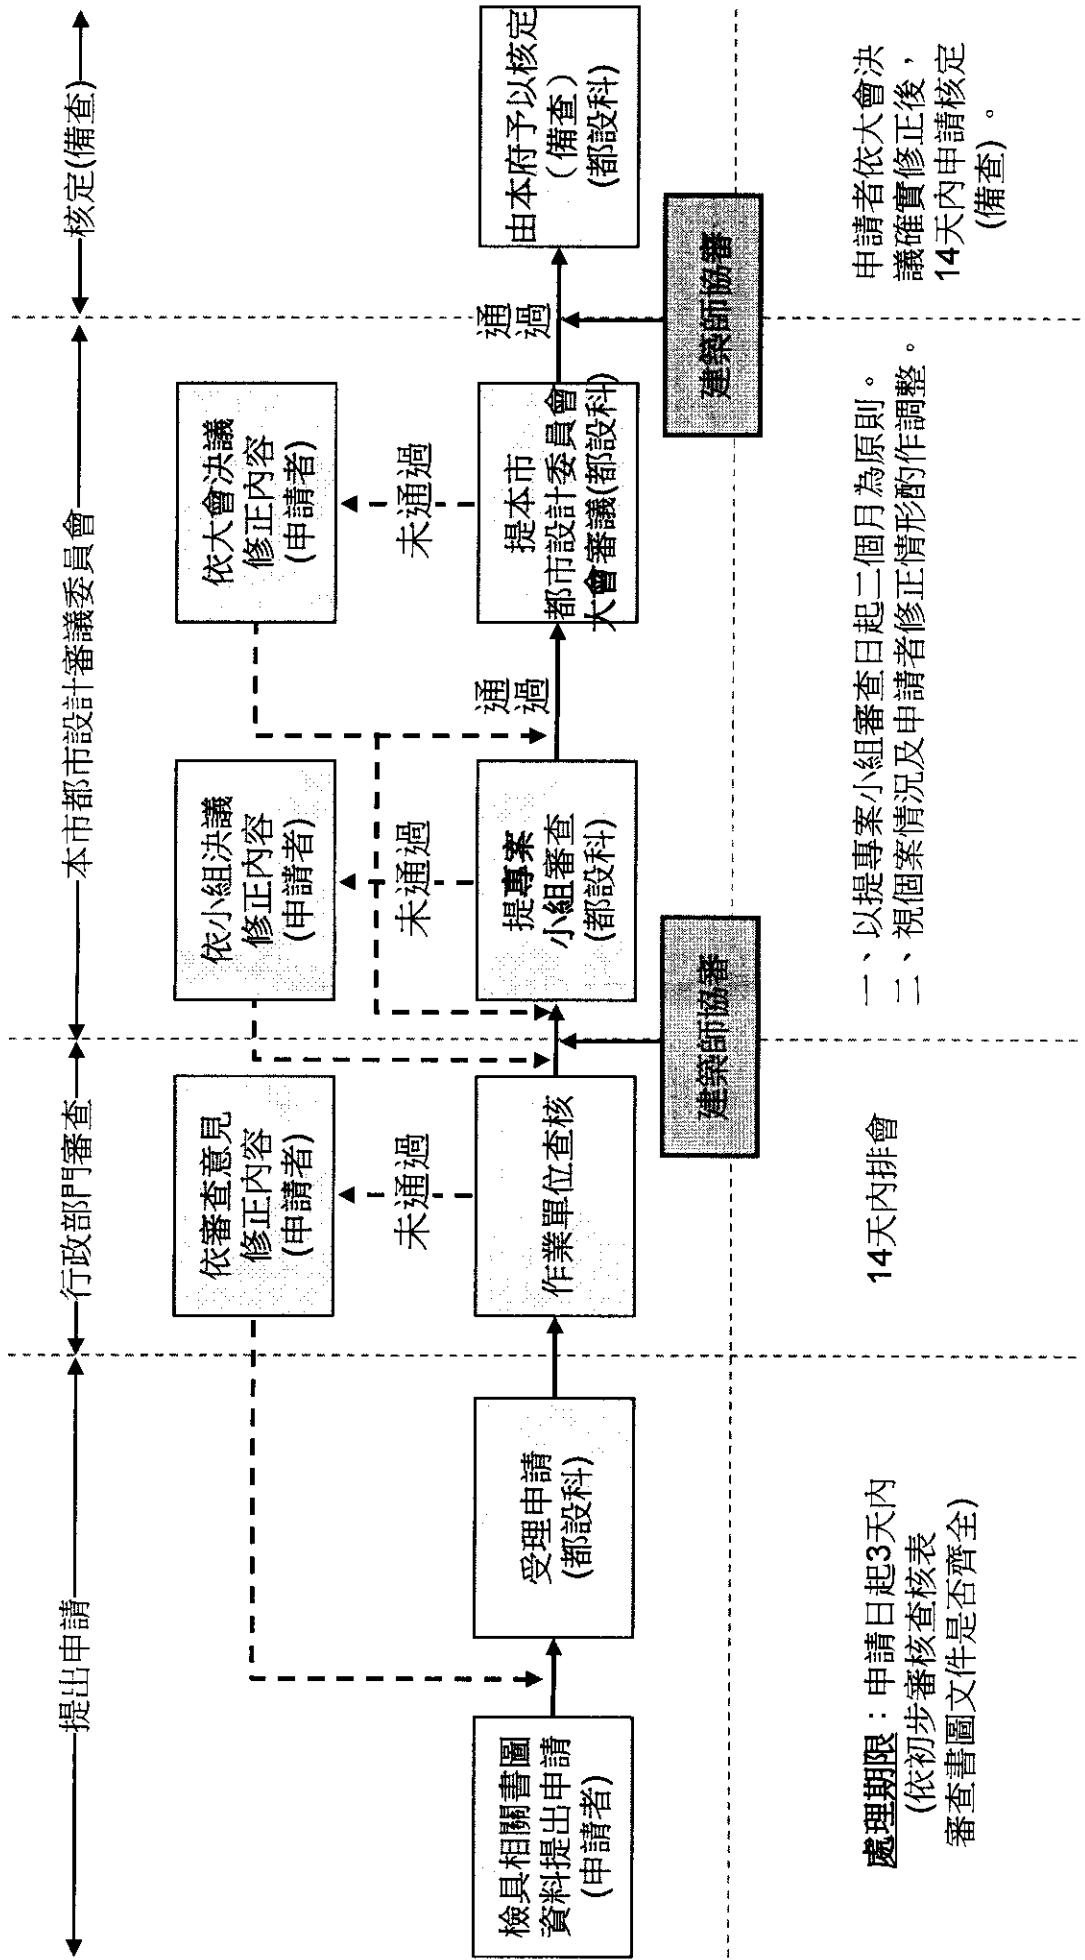 提出申請
行政部門審查
本市都市設計審議委員會
核定(備查)
依審查意見
修正內容
(申請者)
依小組決議
修正內容
(申請者)
依大會決議
修正內容
(申請者)
未通過
未通過
未通過
檢具相關書圖
資料提出申請
(申請者)
受理申請
(都設科)
作業單位查核
提專案
小組審查
(都設科)
通過
提本市
都市設計委員會
大會審議(都設科)
通過
由本府予以核定
(備查)
(都設科)
建築師協審
建築師協審
處理期限：申請日起3天內
(依初步審核查核表
審查書圖文件是否齊全)
14天內排會
一、以提專案小組審查日起二個月為原則。
二、視個案情況及申請者修正情形酌作調整。
申請者依大會決
議確實修正後，
14天內申請核定
(備查)。